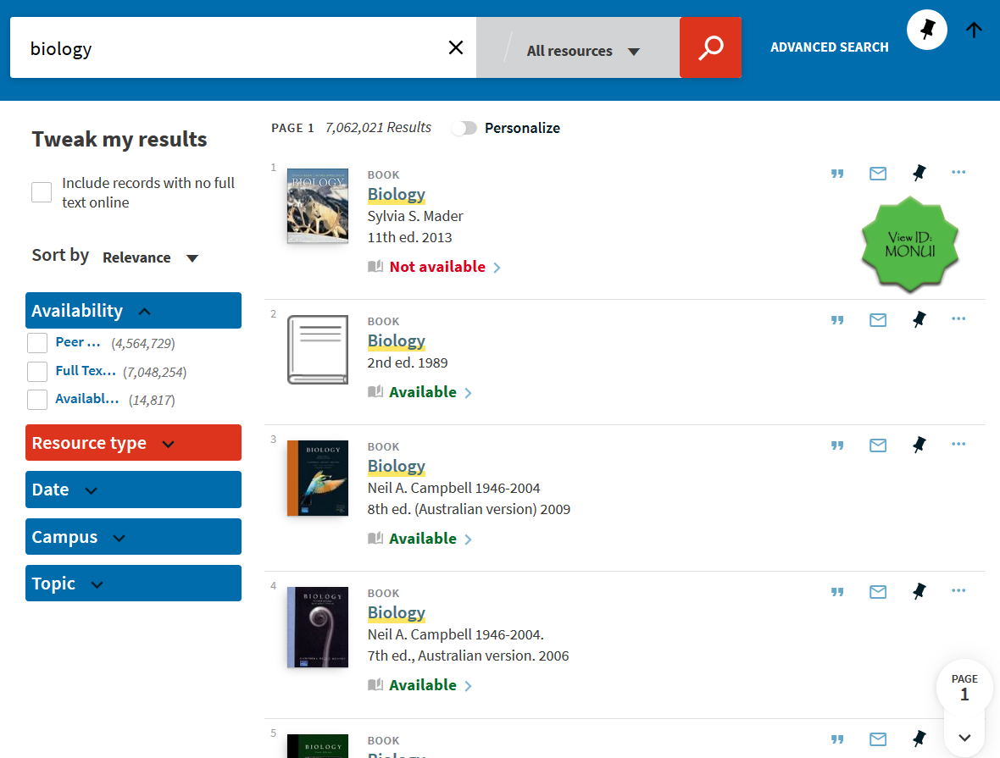 biology
All resources
ADVANCED SEARCH
Tweak my results
Include records with no full
text online
Sort by Relevance
Availability
Peer ... (4,564,729)
Full Tex... (7,048,254)
Availabl... (14,817)
Resource type
Date
Campus
Topic
PAGE 1 7,062,021 Results Personalize
1
BIOLOGY
BOOK
Biology
Sylvia S. Mader
11th ed. 2013
Not available
View ID:
MONUI
2
BOOK
Biology
2nd ed. 1989
Available
3
BIOLOGY
BOOK
Biology
Neil A. Campbell 1946-2004
8th ed. (Australian version) 2009
Available
4
BIOLOGY
BOOK
Biology
Neil A. Campbell 1946-2004.
7th ed., Australian version. 2006
Available
5
BIOLOGY
BOOK
Biology
PAGE
1